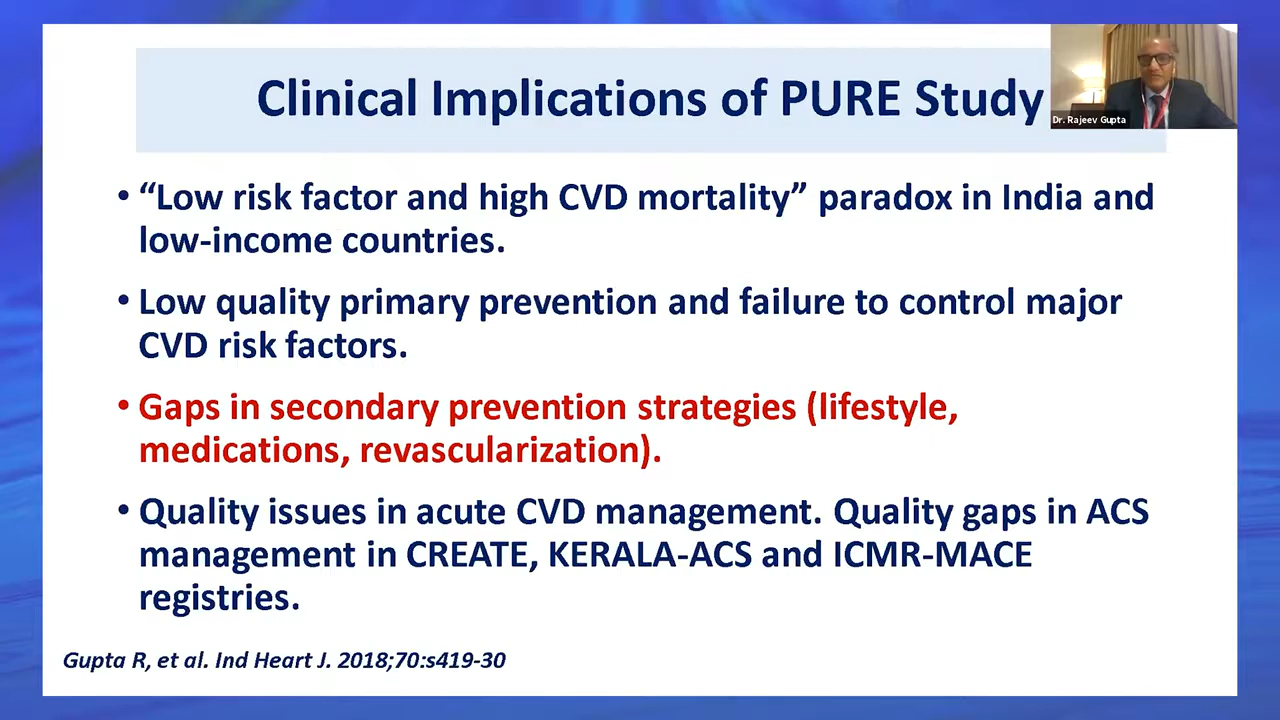 Clinical Implications of PURE Study
Dr. Rajeev Gupta
• “Low risk factor and high CVD mortality” paradox in India and
low-income countries.
• Low quality primary prevention and failure to control major
CVD risk factors.
• Gaps in secondary prevention strategies (lifestyle,
medications, revascularization).
• Quality issues in acute CVD management. Quality gaps in ACS
management in CREATE, KERALA-ACS and ICMR-MACE
registries.
Gupta R, et al. Ind Heart J. 2018;70:s419-30